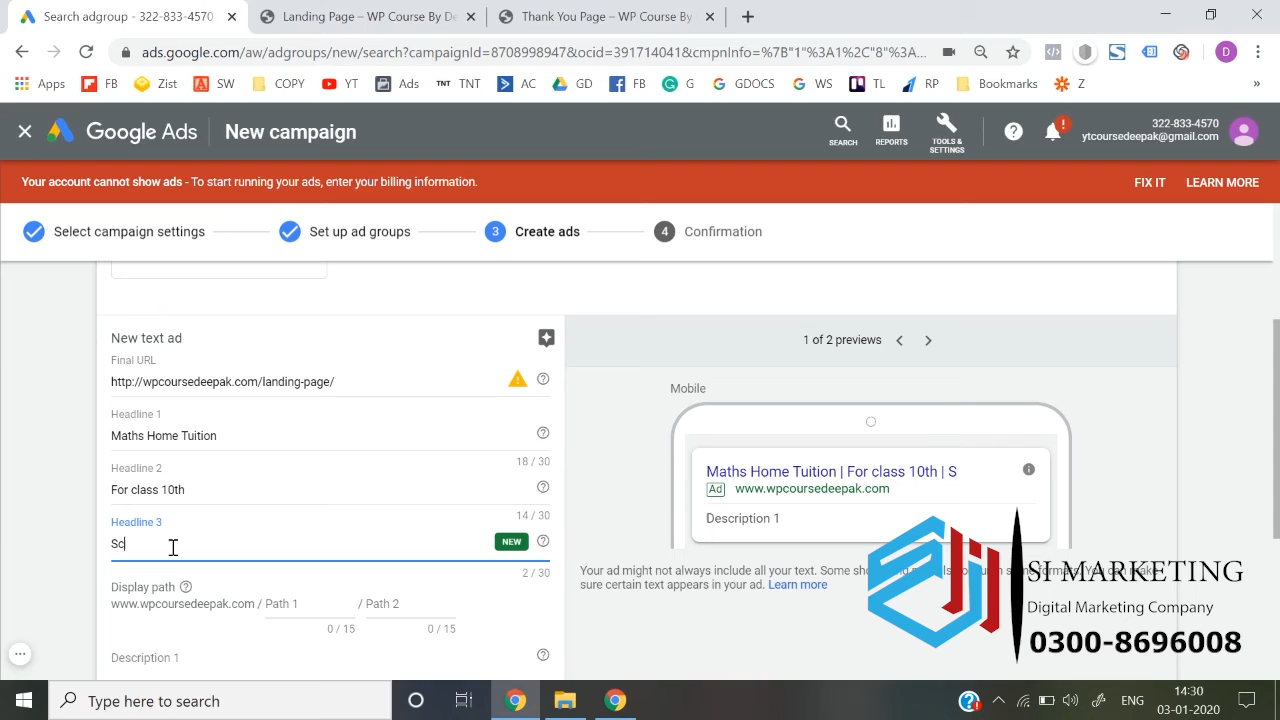 Search adgroup - 322-833-4570
Landing Page – WP Course By De
Thank You Page – WP Course By
ads.google.com/aw/adgroups/new/search?campaignId=8708998947&ocid=391714041&cmpnInfo=%7B"1"%3A1%2C"8"%3A...
D
Apps
FB
Zist
SW
COPY
YT
Ads
TNT TNT
AC
GD
FB
G
GDOCS
WS
TL
RP
Bookmarks
Z
»
Google Ads
New campaign
SEARCH
REPORTS
TOOLS & SETTINGS
322-833-4570
ytcoursedeepak@gmail.com
Your account cannot show ads - To start running your ads, enter your billing information.
FIX IT
LEARN MORE
Select campaign settings
Set up ad groups
3 Create ads
4 Confirmation
New text ad
Final URL
http://wpcoursedeepak.com/landing-page/
Headline 1
Maths Home Tuition
18 / 30
Headline 2
For class 10th
14 / 30
Headline 3
Sc
NEW
2 / 30
Display path
www.wpcoursedeepak.com / Path 1 / Path 2
0 / 15 0 / 15
Description 1
1 of 2 previews
Mobile
Maths Home Tuition | For class 10th | S
Ad www.wpcoursedeepak.com
Description 1
Your ad might not always include all your text. Some
sure certain text appears in your ad. Learn more
SI MARKETING
Digital Marketing Company
0300-8696008
Type here to search
ENG
14:30
03-01-2020